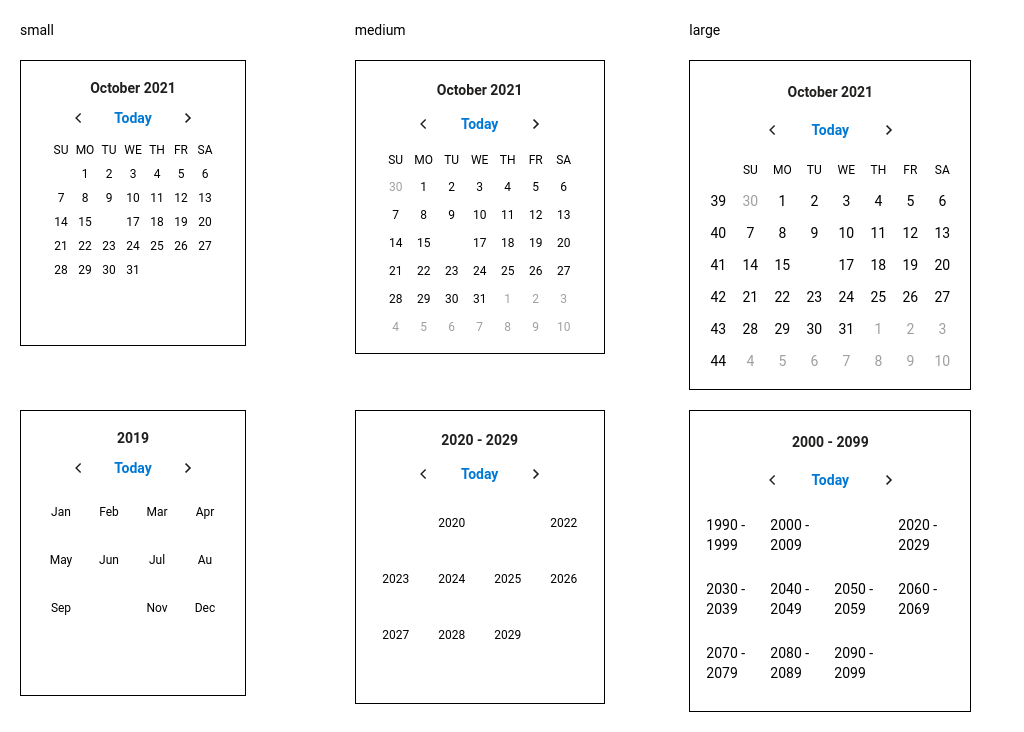 small
medium
large
October 2021
Today
SU MO TU WE TH FR SA
1 2 3 4 5 6
7 8 9 10 11 12 13
14 15 17 18 19 20
21 22 23 24 25 26 27
28 29 30 31
October 2021
Today
SU MO TU WE TH FR SA
30 1 2 3 4 5 6
7 8 9 10 11 12 13
14 15 17 18 19 20
21 22 23 24 25 26 27
28 29 30 31 1 2 3
4 5 6 7 8 9 10
October 2021
Today
SU MO TU WE TH FR SA
39 30 1 2 3 4 5 6
40 7 8 9 10 11 12 13
41 14 15 17 18 19 20
42 21 22 23 24 25 26 27
43 28 29 30 31 1 2 3
44 4 5 6 7 8 9 10
2019
Today
Jan Feb Mar Apr
May Jun Jul Au
Sep Nov Dec
2020 - 2029
Today
2020 2022
2023 2024 2025 2026
2027 2028 2029
2000 - 2099
Today
1990 - 2000 - 2020 -
1999 2009 2029
2030 - 2040 - 2050 - 2060 -
2039 2049 2059 2069
2070 - 2080 - 2090 -
2079 2089 2099